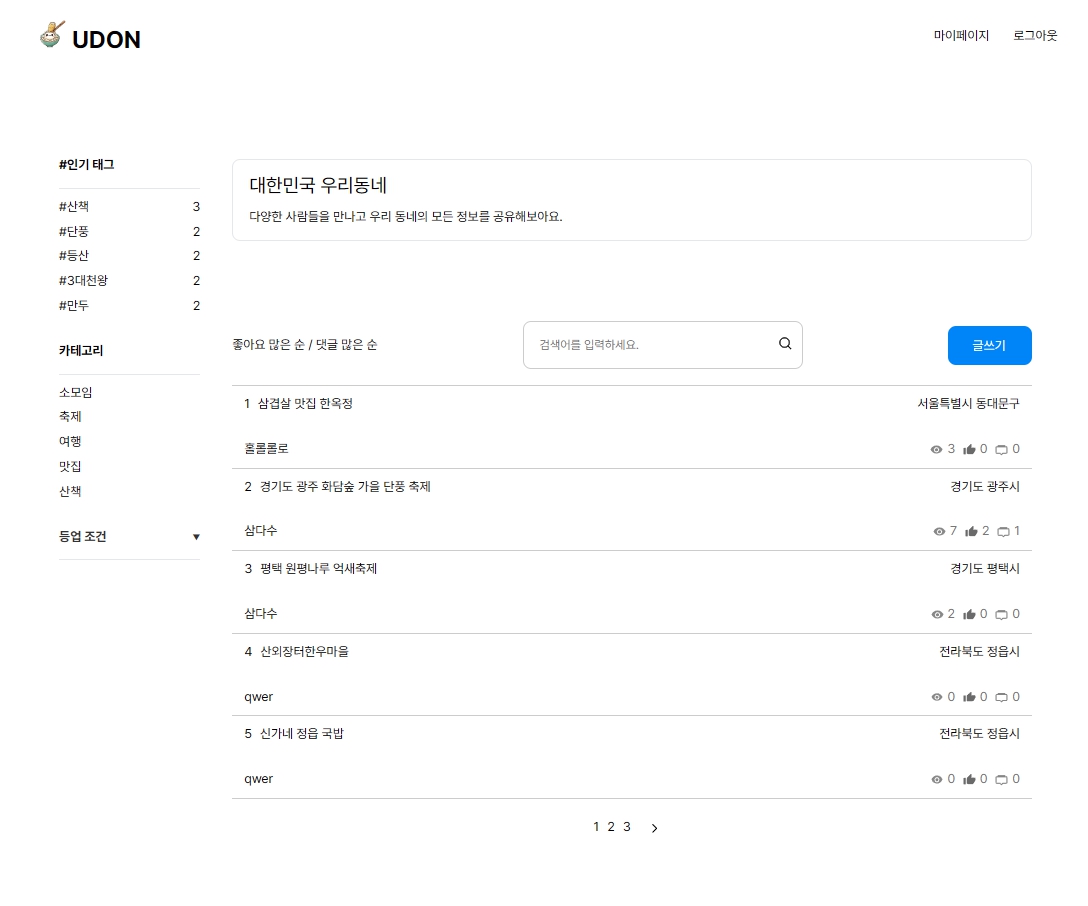 UDON
마이페이지 로그아웃
#인기 태그
#산책 3
#단풍 2
#등산 2
#3대천왕 2
#만두 2
카테고리
소모임
축제
여행
맛집
산책
등업 조건 ▼
대한민국 우리동네
다양한 사람들을 만나고 우리 동네의 모든 정보를 공유해보아요.
좋아요 많은 순 / 댓글 많은 순
검색어를 입력하세요.
글쓰기
1 삼겹살 맛집 한옥정 서울특별시 동대문구
홀롤롤로 3 0 0
2 경기도 광주 화담숲 가을 단풍 축제 경기도 광주시
삼다수 7 2 1
3 평택 원평나루 억새축제 경기도 평택시
삼다수 2 0 0
4 산외장터한우마을 전라북도 정읍시
qwer 0 0 0
5 신가네 정읍 국밥 전라북도 정읍시
qwer 0 0 0
1 2 3 >